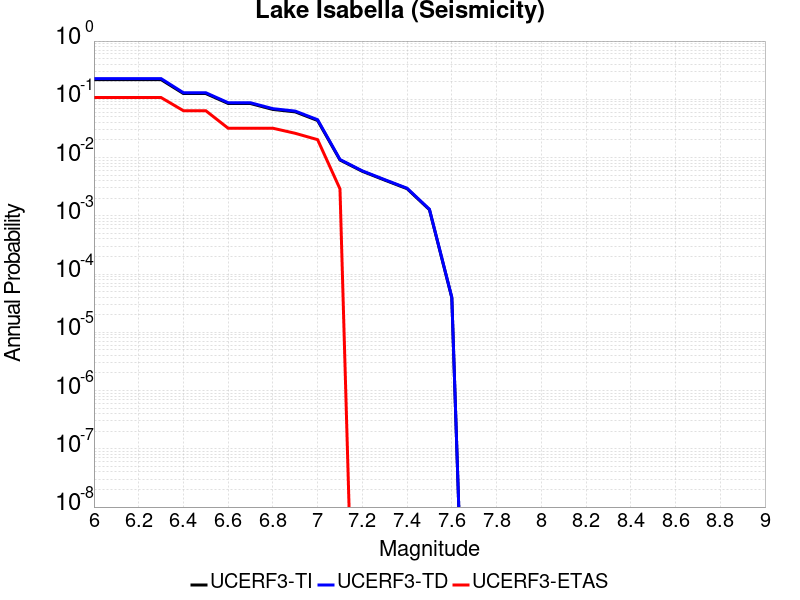 Lake Isabella (Seismicity)
10^0
10^-1
10^-2
10^-3
10^-4
10^-5
10^-6
10^-7
10^-8
Annual Probability
6 6.2 6.4 6.6 6.8 7 7.2 7.4 7.6 7.8 8 8.2 8.4 8.6 8.8 9
Magnitude
UCERF3-TI UCERF3-TD UCERF3-ETAS